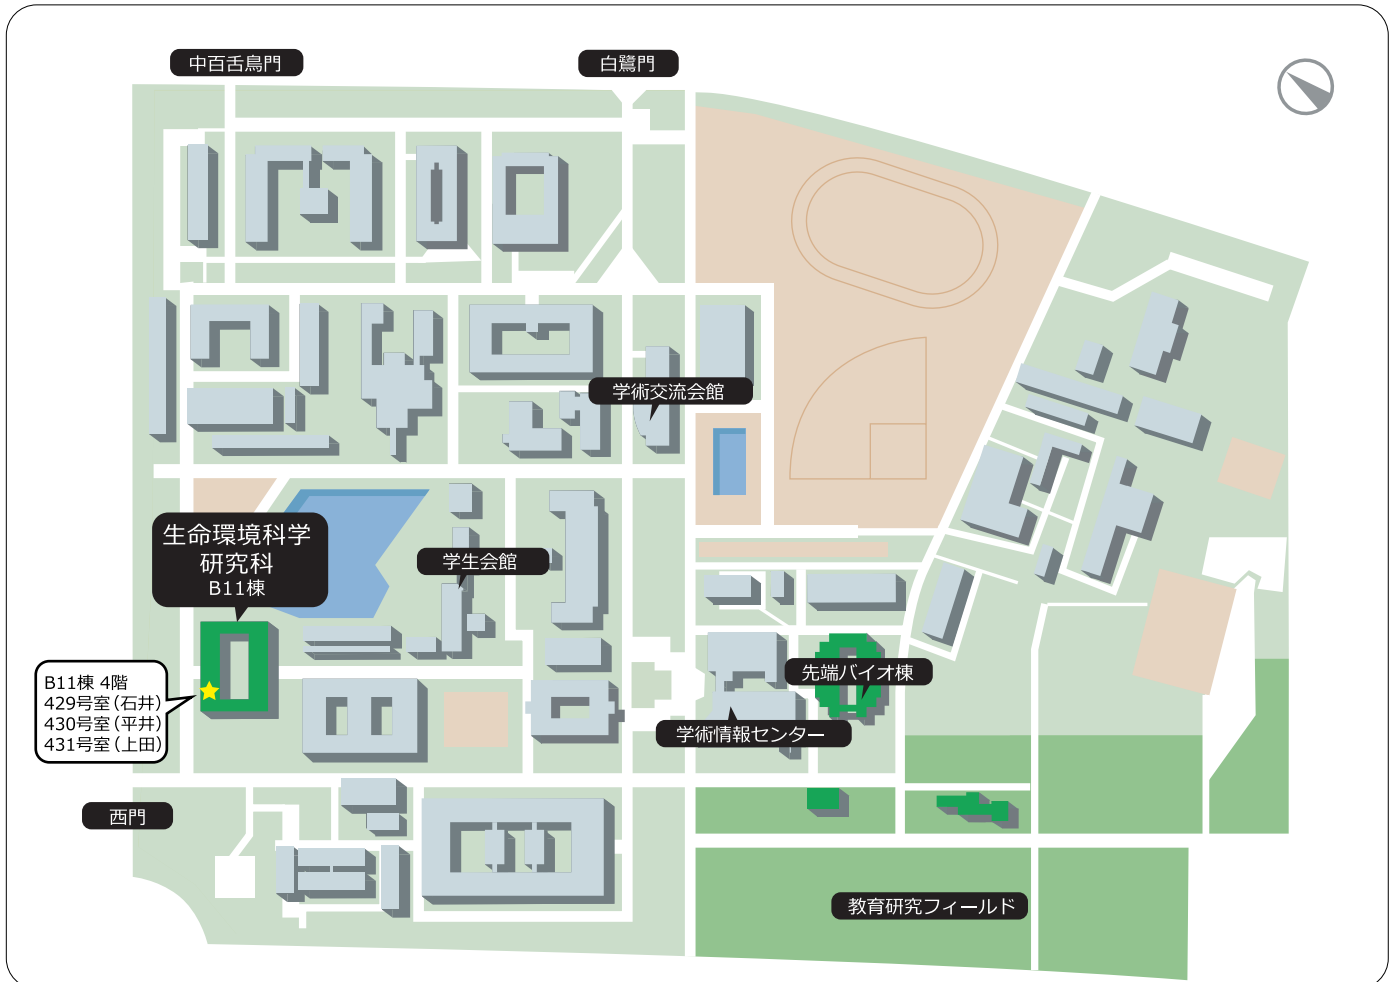 中百舌鳥門
白鷺門
学術交流会館
生命環境科学
研究科
B11棟
学生会館
B11棟 4階
429号室(石井)
430号室(平井)
431号室(上田)
先端バイオ棟
学術情報センター
西門
教育研究フィールド